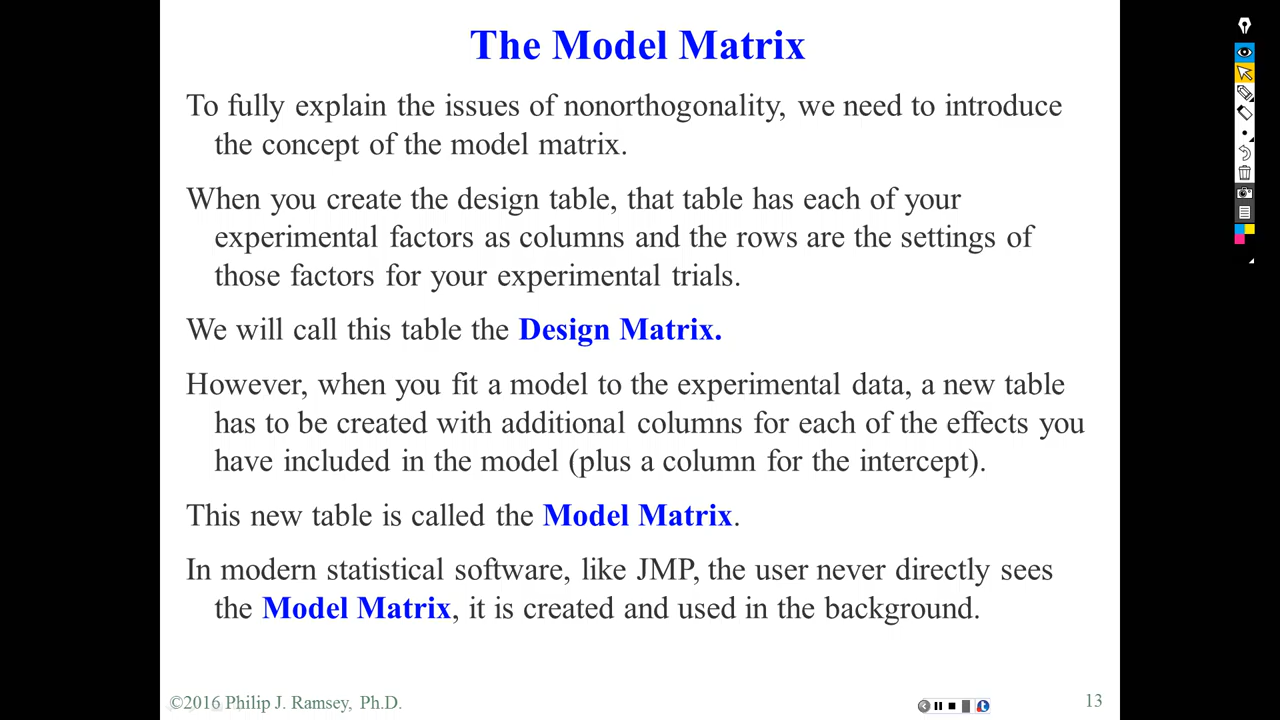 The Model Matrix
To fully explain the issues of nonorthogonality, we need to introduce
the concept of the model matrix.
When you create the design table, that table has each of your
experimental factors as columns and the rows are the settings of
those factors for your experimental trials.
We will call this table the Design Matrix.
However, when you fit a model to the experimental data, a new table
has to be created with additional columns for each of the effects you
have included in the model (plus a column for the intercept).
This new table is called the Model Matrix.
In modern statistical software, like JMP, the user never directly sees
the Model Matrix, it is created and used in the background.
©2016 Philip J. Ramsey, Ph.D.
13